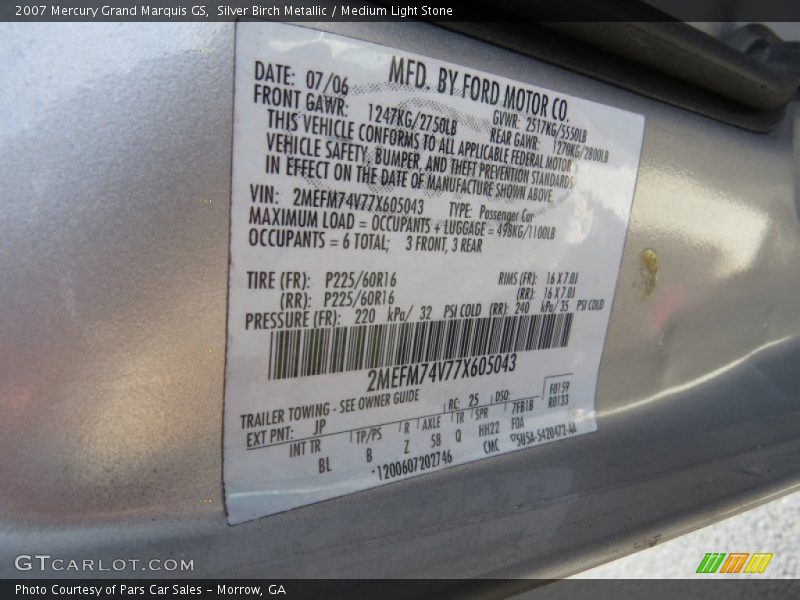 2007 Mercury Grand Marquis GS, Silver Birch Metallic / Medium Light Stone
MFD. BY FORD MOTOR CO.
DATE: 07/06 GVWR: 2517KG/5550LB
FRONT GAWR: 1247KG/2750LB REAR GAWR: 1270KG/2800LB
THIS VEHICLE CONFORMS TO ALL APPLICABLE FEDERAL MOTOR
VEHICLE SAFETY, BUMPER, AND THEFT PREVENTION STANDARDS
IN EFFECT ON THE DATE OF MANUFACTURE SHOWN ABOVE
VIN: 2MEFM74V77X605043 TYPE: Passenger Car
MAXIMUM LOAD = OCCUPANTS + LUGGAGE = 498KG/1100LB
OCCUPANTS = 6 TOTAL; 3 FRONT, 3 REAR
TIRE (FR): P225/60R16 RIMS (FR): 16 X 7.0J
(RR): P225/60R16 (RR): 16 X 7.0J
PRESSURE (FR): 220 kPa/ 32 PSI COLD (RR): 240 kPa/ 35 PSI COLD
2MEFM74V77X605043
TRAILER TOWING - SEE OWNER GUIDE
EXT PNT: JP RC: 25 DSO: F0159
7FB1B R0133
INT TR TP/PS R AXLE TR SPR FOA
BL B Z 58 Q HH22
*1200607202746 CMC 5U5A-5420472-AA
GTCARLOT.COM
Photo Courtesy of Pars Car Sales – Morrow, GA